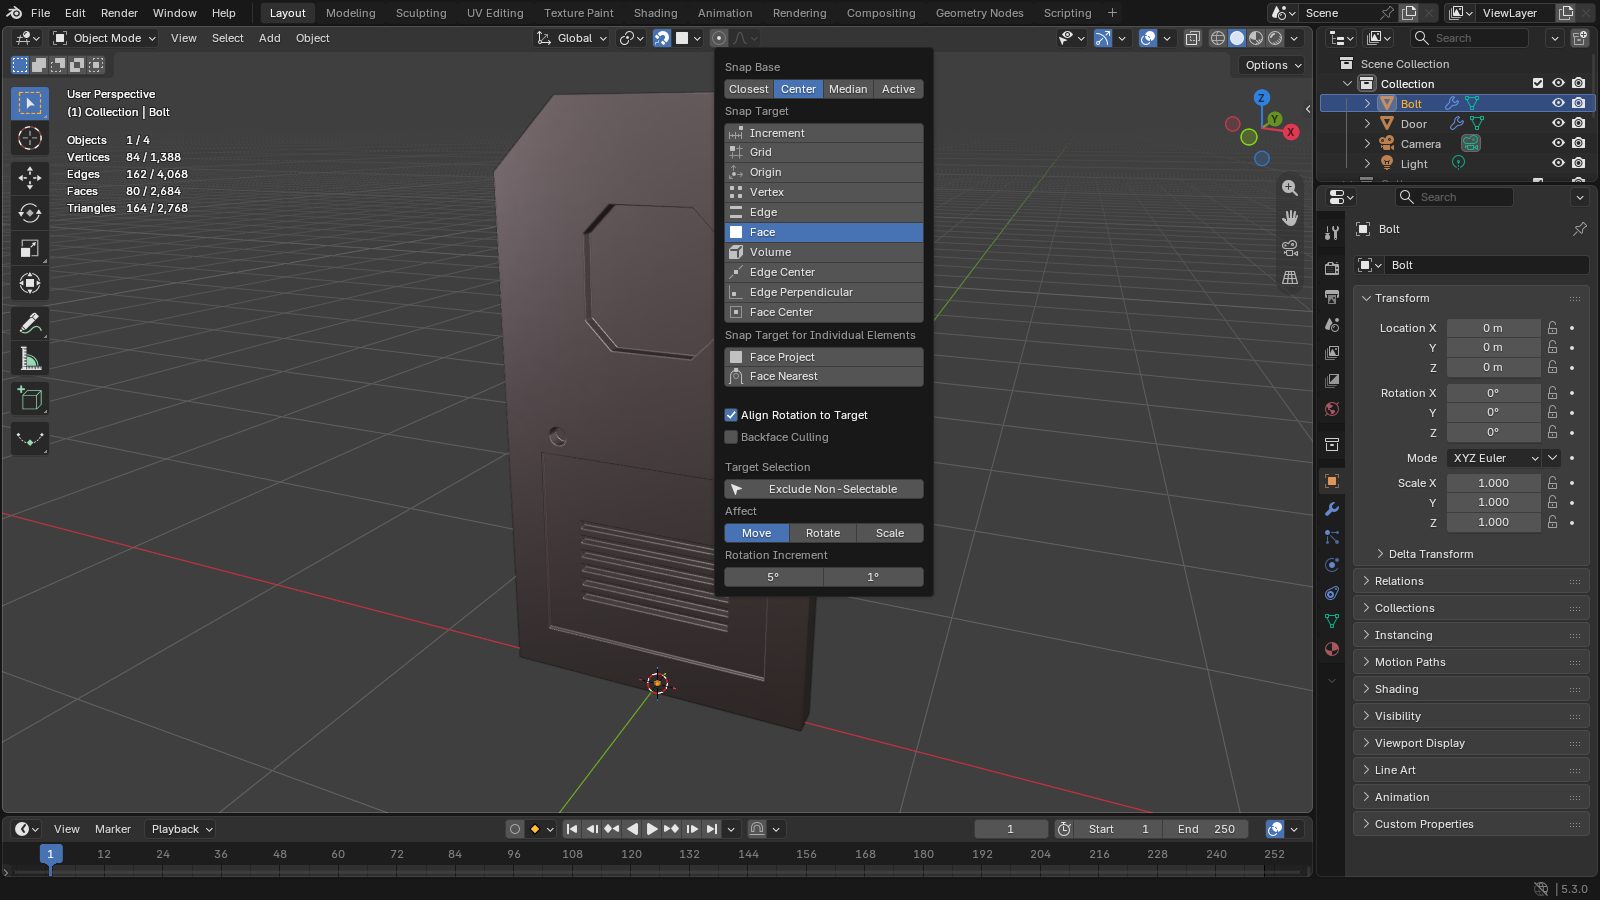 File Edit Render Window Help Layout Modeling Sculpting UV Editing Texture Paint Shading Animation Rendering Compositing Geometry Nodes Scripting + Scene ViewLayer
Object Mode View Select Add Object Global Search
Options
User Perspective
(1) Collection | Bolt
Objects 1 / 4
Vertices 84 / 1,388
Edges 162 / 4,068
Faces 80 / 2,684
Triangles 164 / 2,768
Snap Base
Closest Center Median Active
Snap Target
Increment
Grid
Origin
Vertex
Edge
Face
Volume
Edge Center
Edge Perpendicular
Face Center
Snap Target for Individual Elements
Face Project
Face Nearest
Align Rotation to Target
Backface Culling
Target Selection
Exclude Non-Selectable
Affect
Move Rotate Scale
Rotation Increment
5° 1°
Z
Y
X
Scene Collection
Collection
Bolt
Door
Camera
Light
Search
Bolt
Bolt
Transform
Location X 0 m
Y 0 m
Z 0 m
Rotation X 0°
Y 0°
Z 0°
Mode XYZ Euler
Scale X 1.000
Y 1.000
Z 1.000
Delta Transform
Relations
Collections
Instancing
Motion Paths
Shading
Visibility
Viewport Display
Line Art
Animation
Custom Properties
View Marker Playback 1 Start 1 End 250
1 12 24 36 48 60 72 84 96 108 120 132 144 156 168 180 192 204 216 228 240 252
5.3.0